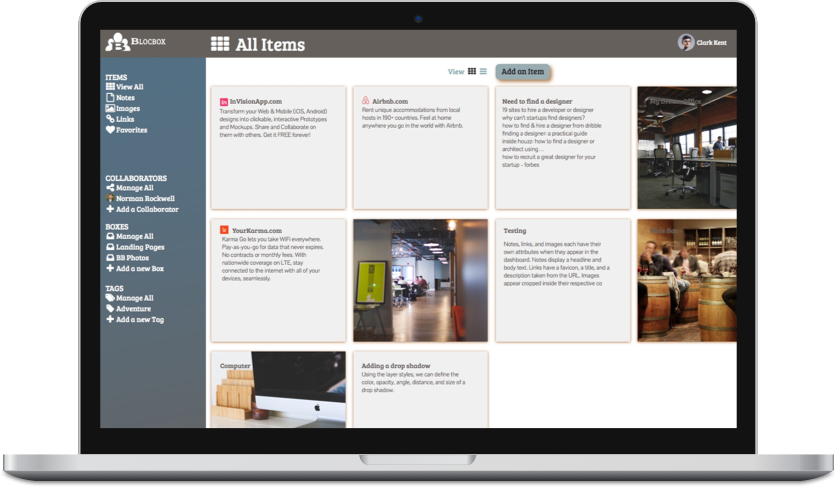 BLOCBOX
All Items
Clark Kent
View
Add an Item
ITEMS
View All
Notes
Images
Links
Favorites
COLLABORATORS
Manage All
Norman Rockwell
Add a Collaborator
BOXES
Manage All
Landing Pages
BB Photos
Add a new Box
TAGS
Manage All
Adventure
Add a new Tag
in InVisionApp.com
Transform your Web & Mobile (iOS, Android)
designs into clickable, interactive Prototypes
and Mockups. Share and Collaborate on
them with others. Get it FREE forever!
Airbnb.com
Rent unique accommodations from local
hosts in 190+ countries. Feel at home
anywhere you go in the world with Airbnb.
Need to find a designer
19 sites to hire a developer or designer
why can't startups find designers?
how to find & hire a designer from dribble
finding a designer: a practical guide
inside houzz: how to find a designer or
architect using...
how to recruit a great designer for your
startup - forbes
My Dream Office
YourKarma.com
Karma Go lets you take WiFi everywhere.
Pay-as-you-go for data that never expires.
No contracts or monthly fees. With
nationwide coverage on LTE, stay
connected to the internet with all of your
devices, seamlessly.
Testing
Notes, links, and images each have their
own attributes when they appear in the
dashboard. Notes display a headline and
body text. Links have a favicon, a title, and a
description taken from the URL. Images
appear cropped inside their respective co
Computer
Adding a drop shadow
Using the layer styles, we can define the
color, opacity, angle, distance, and size of a
drop shadow.